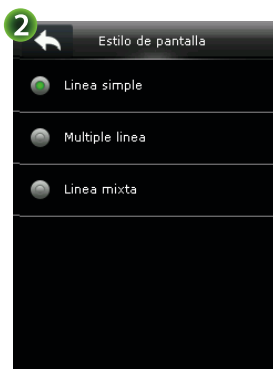 2
Estilo de pantalla
Linea simple
Multiple linea
Linea mixta